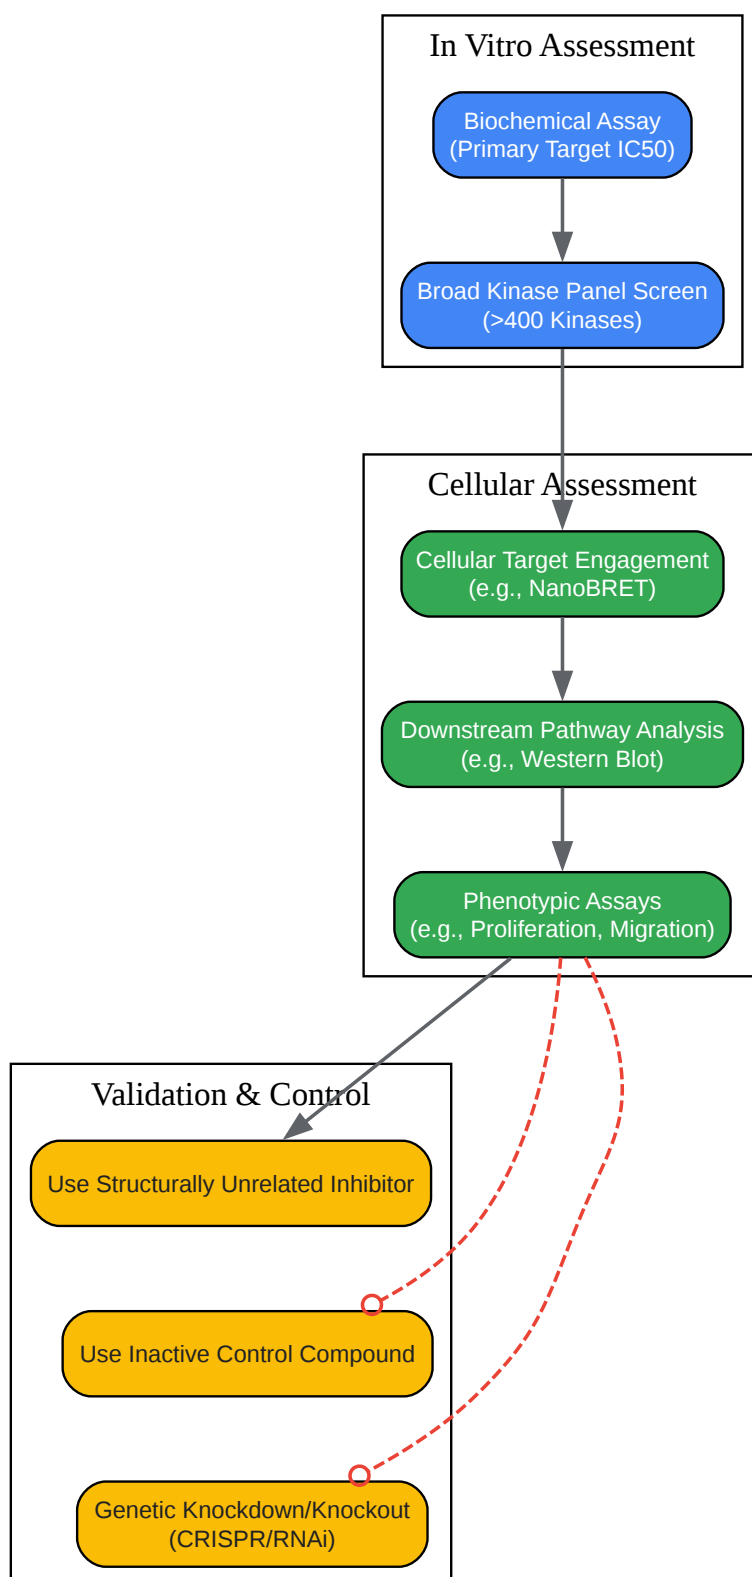 In Vitro Assessment
Biochemical Assay
(Primary Target IC50)
Broad Kinase Panel Screen
(>400 Kinases)
Cellular Assessment
Cellular Target Engagement
(e.g., NanoBRET)
Downstream Pathway Analysis
(e.g., Western Blot)
Phenotypic Assays
(e.g., Proliferation, Migration)
Validation & Control
Use Structurally Unrelated Inhibitor
Use Inactive Control Compound
Genetic Knockdown/Knockout
(CRISPR/RNAi)